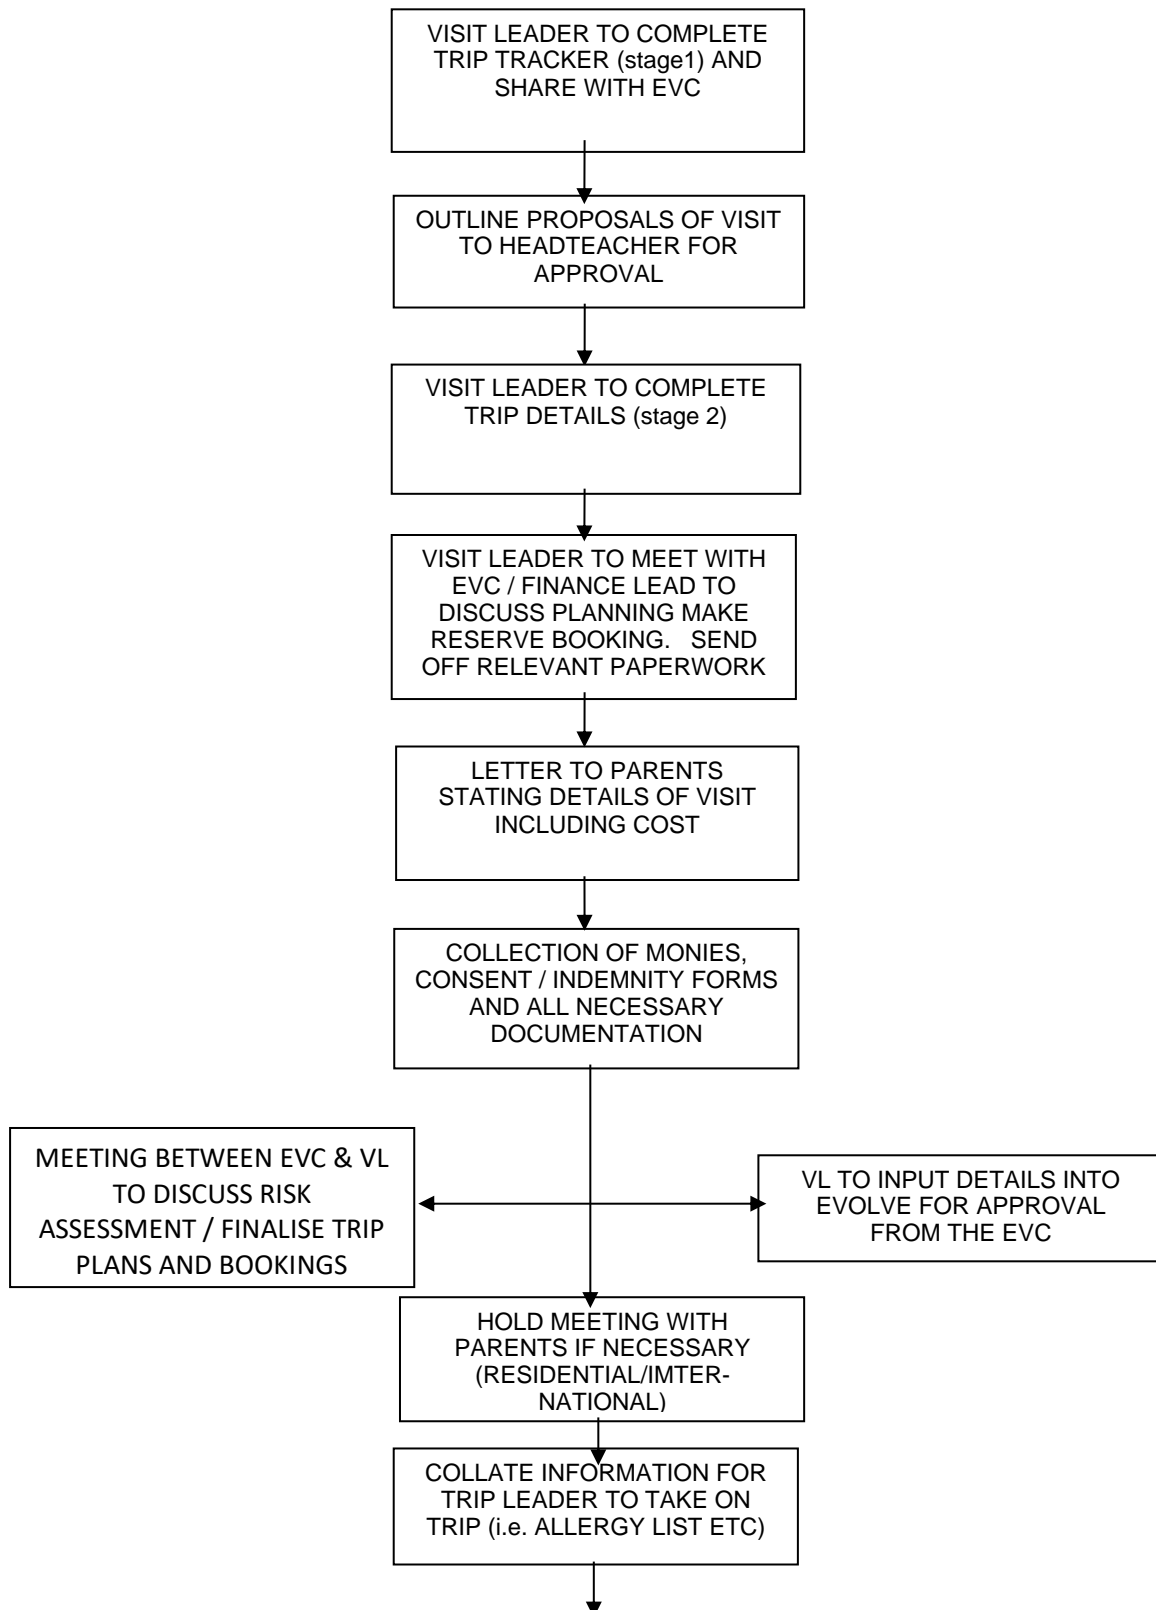 VISIT LEADER TO COMPLETE
TRIP TRACKER (stage1) AND
SHARE WITH EVC
OUTLINE PROPOSALS OF VISIT
TO HEADTEACHER FOR
APPROVAL
VISIT LEADER TO COMPLETE
TRIP DETAILS (stage 2)
VISIT LEADER TO MEET WITH
EVC / FINANCE LEAD TO
DISCUSS PLANNING MAKE
RESERVE BOOKING. SEND
OFF RELEVANT PAPERWORK
LETTER TO PARENTS
STATING DETAILS OF VISIT
INCLUDING COST
COLLECTION OF MONIES,
CONSENT / INDEMNITY FORMS
AND ALL NECESSARY
DOCUMENTATION
MEETING BETWEEN EVC & VL
TO DISCUSS RISK
ASSESSMENT / FINALISE TRIP
PLANS AND BOOKINGS
VL TO INPUT DETAILS INTO
EVOLVE FOR APPROVAL
FROM THE EVC
HOLD MEETING WITH
PARENTS IF NECESSARY
(RESIDENTIAL/IMTER-
NATIONAL)
COLLATE INFORMATION FOR
TRIP LEADER TO TAKE ON
TRIP (i.e. ALLERGY LIST ETC)